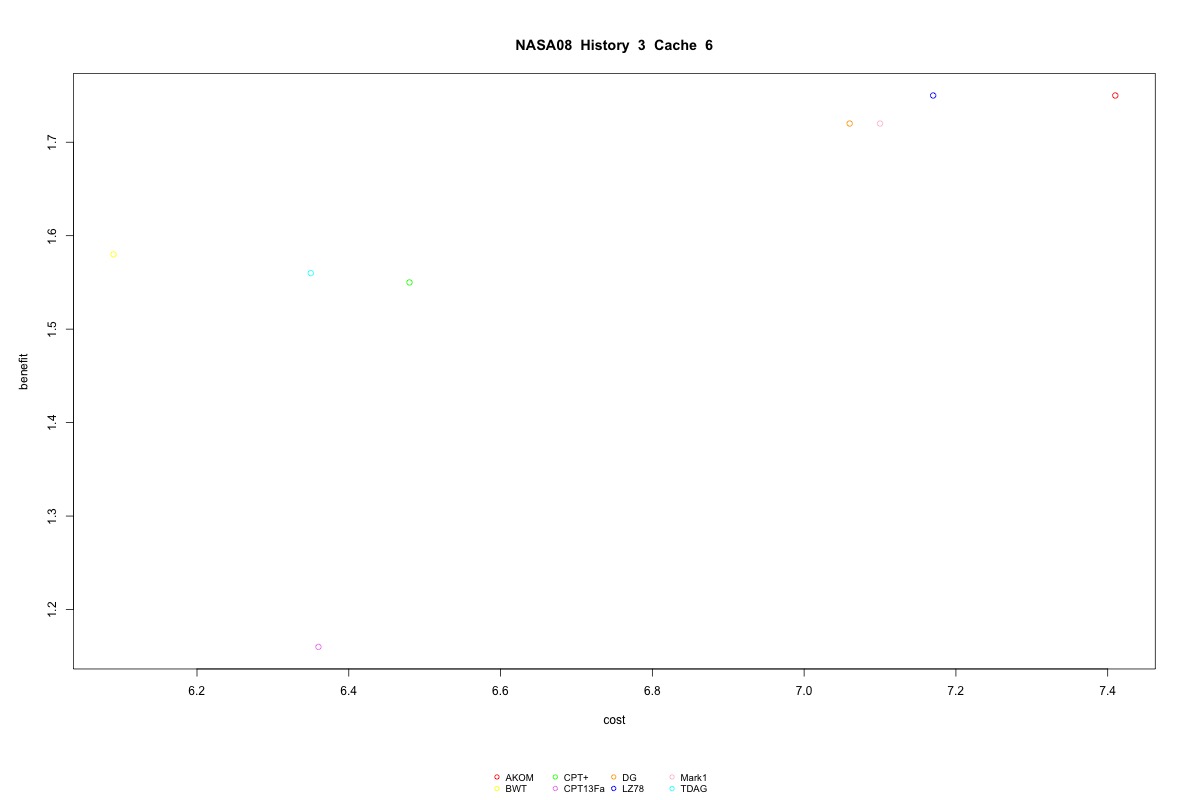 NASA08 History 3 Cache 6
benefit
1.7
1.6
1.5
1.4
1.3
1.2
6.2 6.4 6.6 6.8 7.0 7.2 7.4
cost
AKOM CPT+ DG Mark1
BWT CPT13Fa LZ78 TDAG